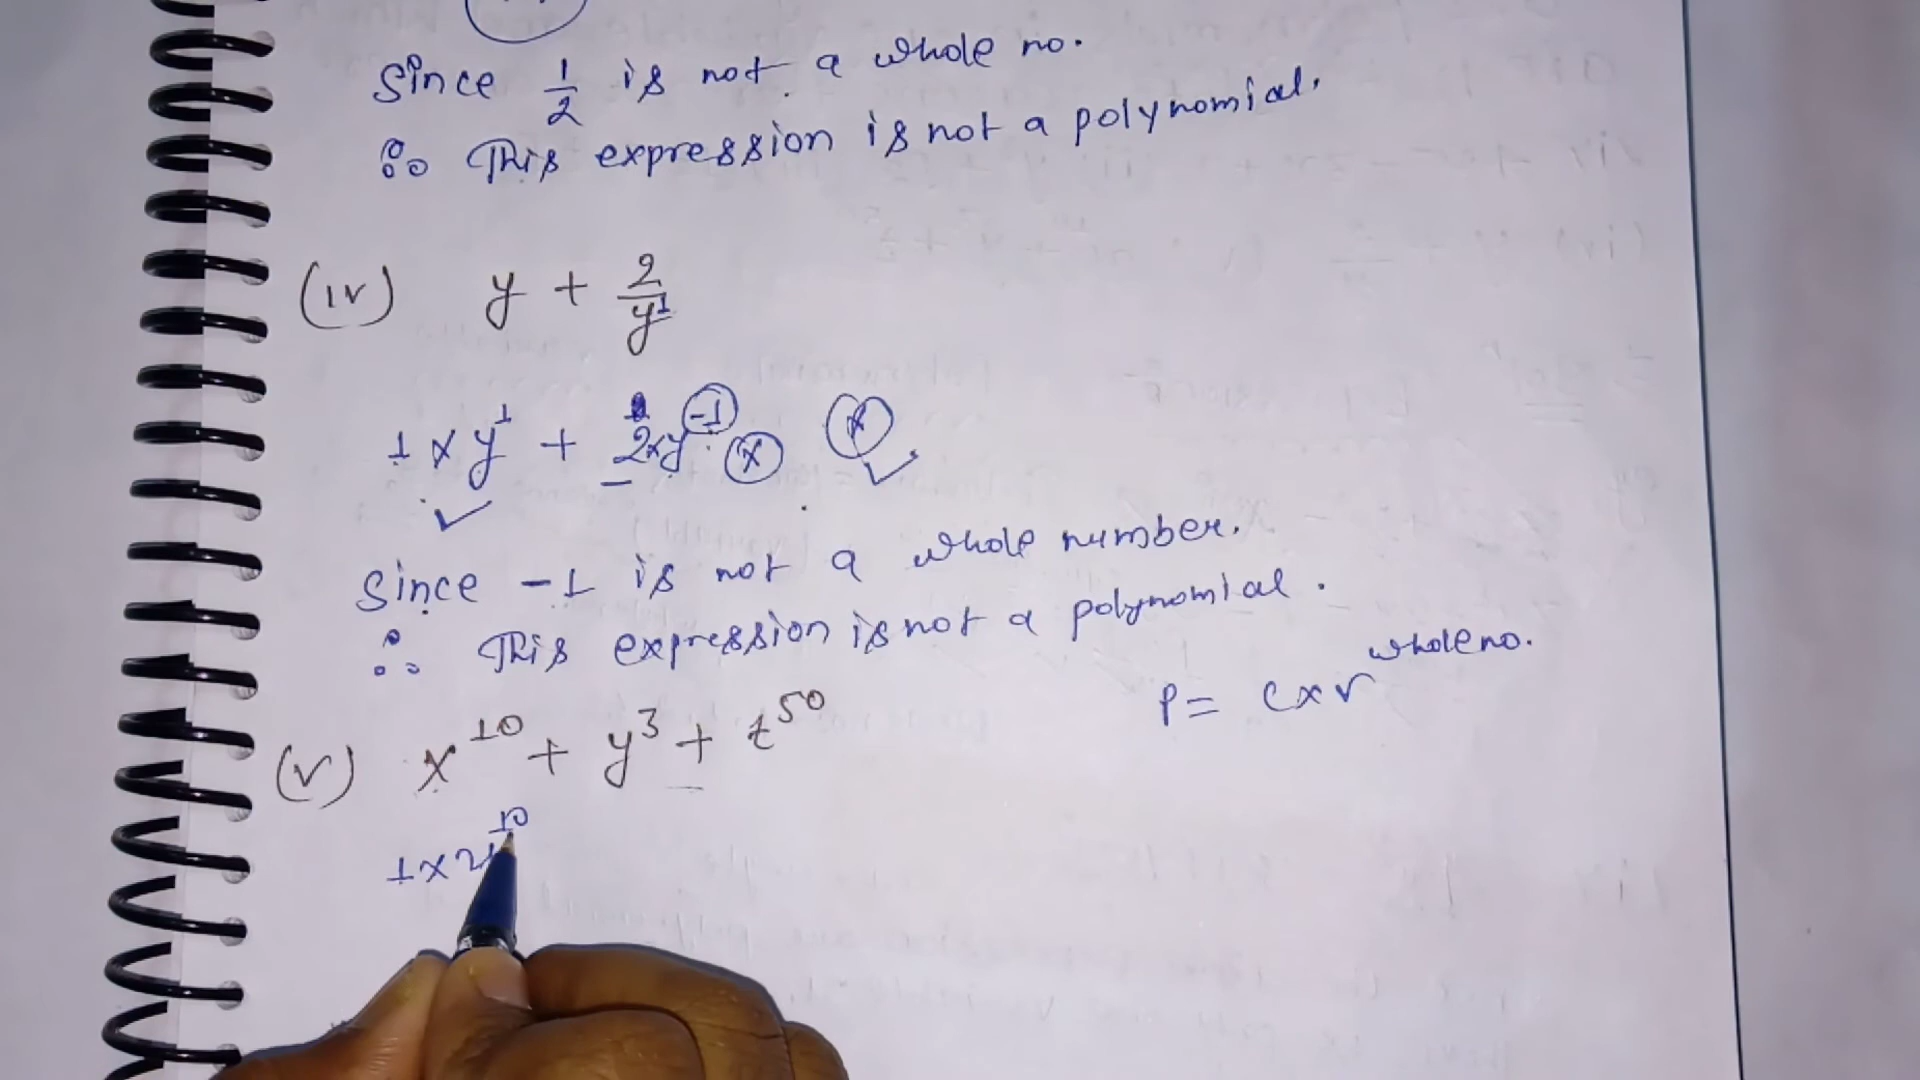 Since 1/2 is not a whole no.
∴ This expression is not a polynomial.
(iv) y + 2/y¹
1 × y¹ + 2×y⁻¹ (x) (x)
Since -1 is not a whole number.
∴ This expression is not a polynomial.
P = c×v^whole no.
(v) x¹⁰ + y³ + z⁵⁰
1×x¹⁰